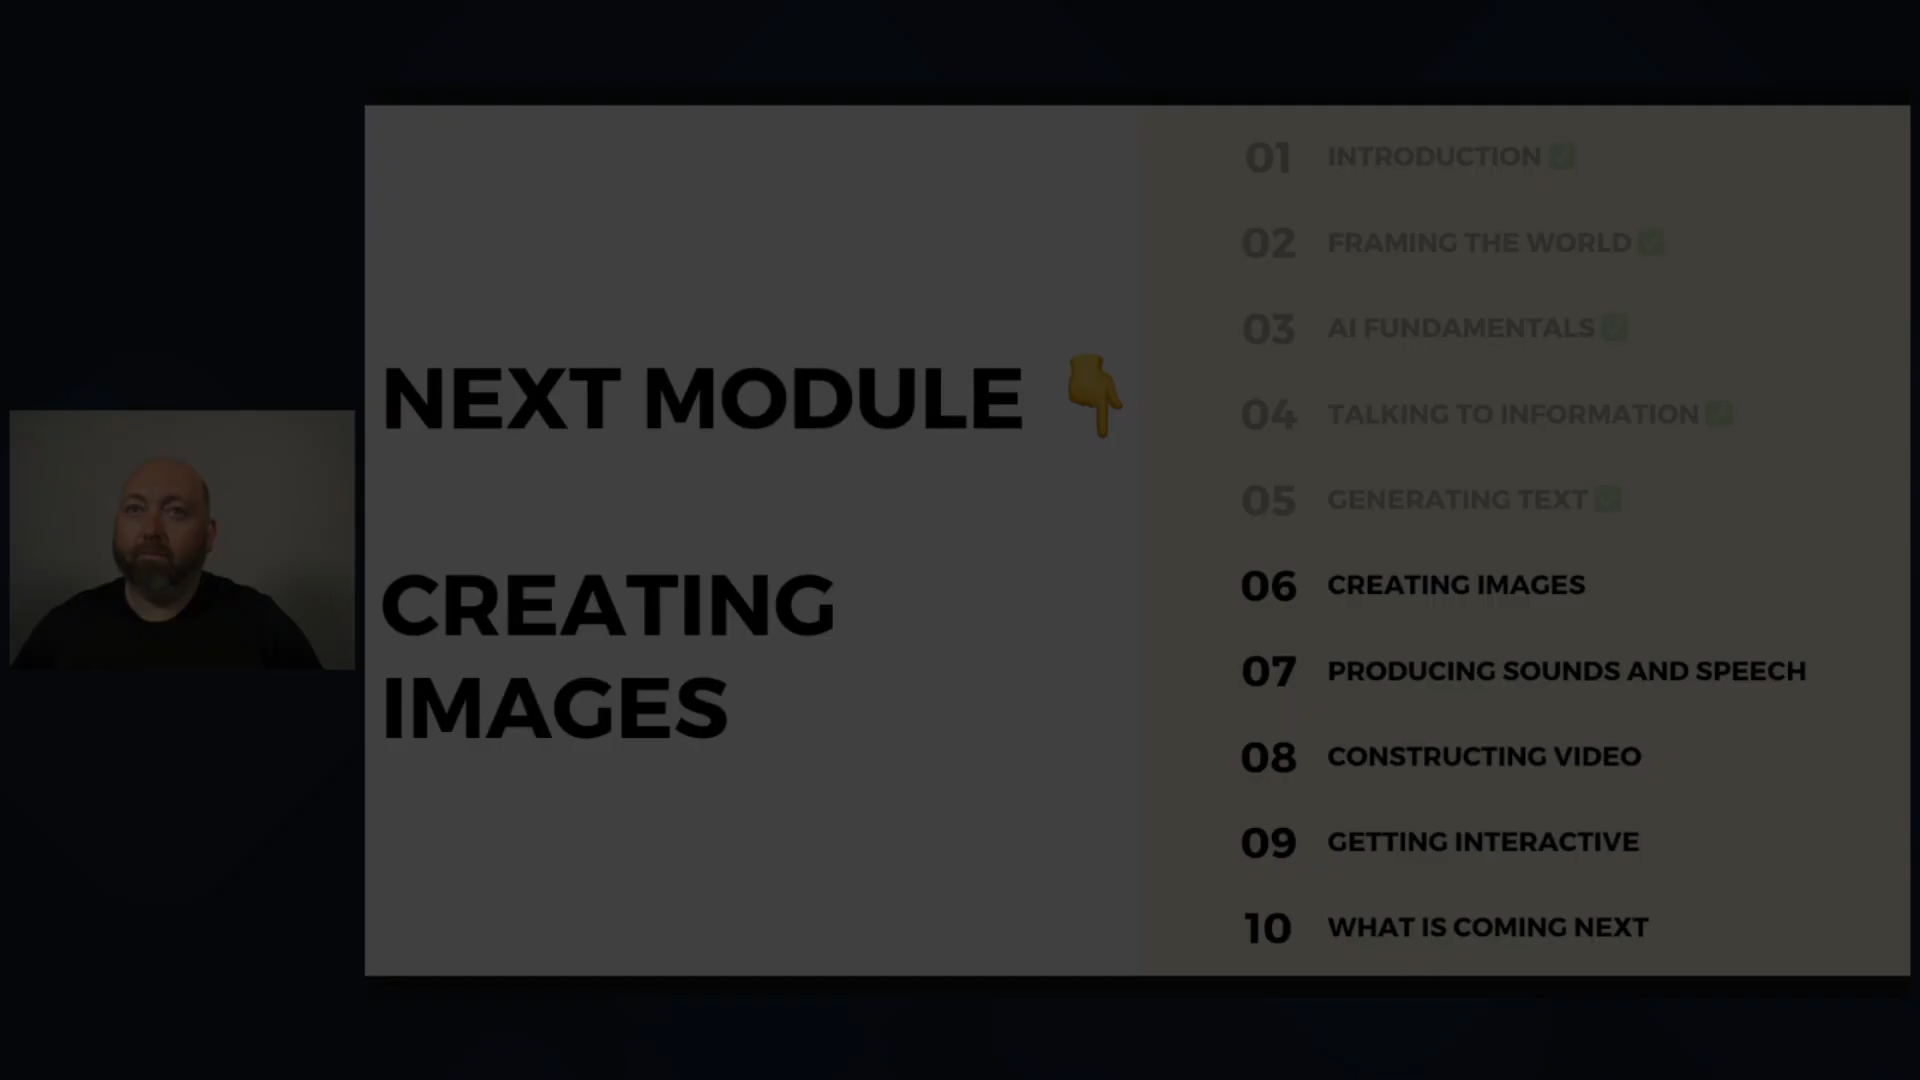 NEXT MODULE 👇
CREATING
IMAGES
01 INTRODUCTION ✅
02 FRAMING THE WORLD ✅
03 AI FUNDAMENTALS ✅
04 TALKING TO INFORMATION ✅
05 GENERATING TEXT ✅
06 CREATING IMAGES
07 PRODUCING SOUNDS AND SPEECH
08 CONSTRUCTING VIDEO
09 GETTING INTERACTIVE
10 WHAT IS COMING NEXT